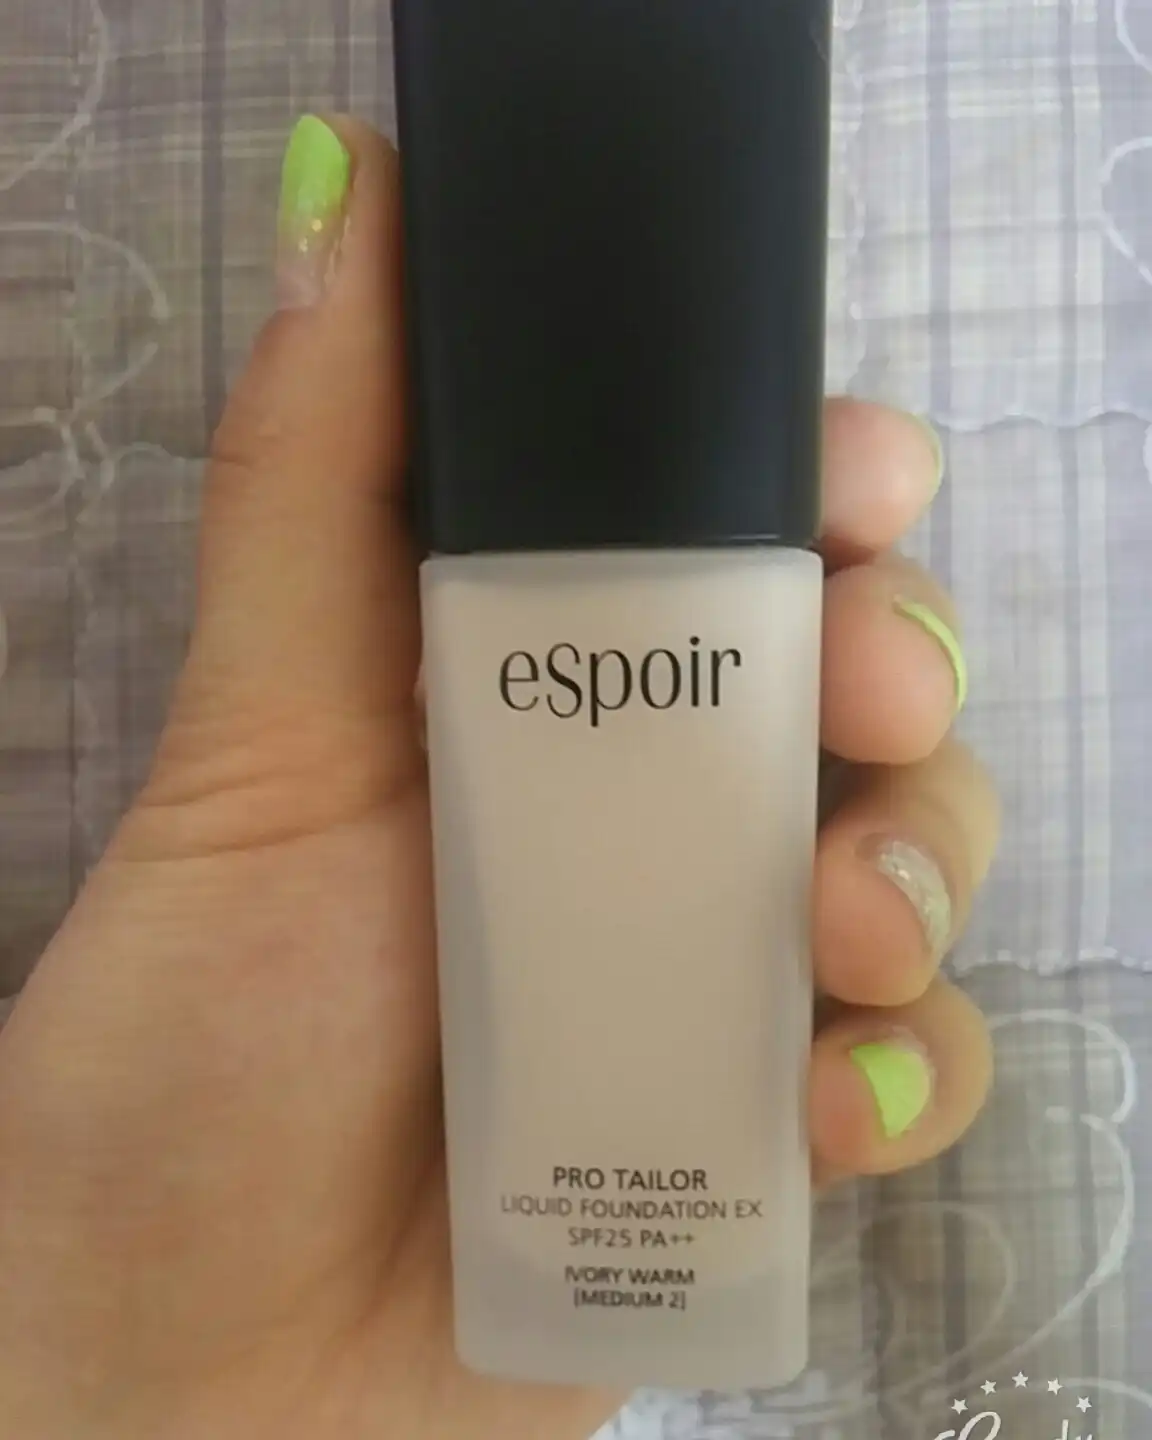 eSpoir
PRO TAILOR
LIQUID FOUNDATION EX
SPF25 PA++
IVORY WARM
[MEDIUM 2]